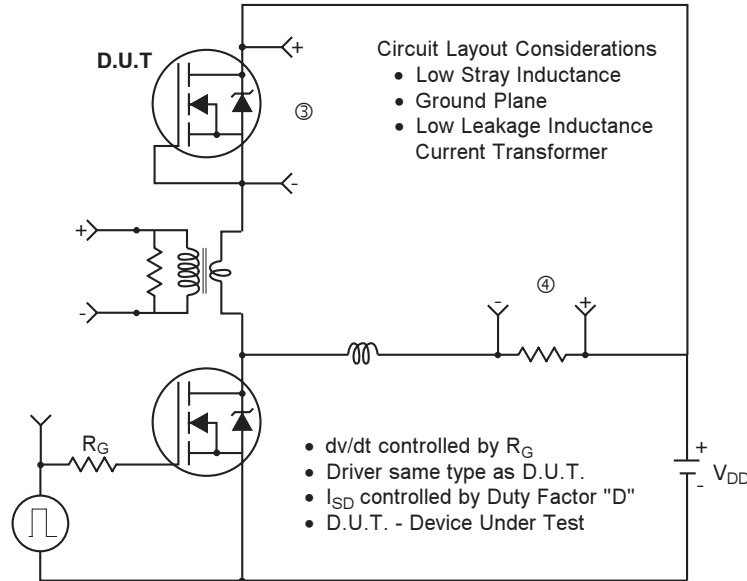 D.U.T
+
③
-
Circuit Layout Considerations
• Low Stray Inductance
• Ground Plane
• Low Leakage Inductance
Current Transformer
+
-
④
-
+
R_G
• dv/dt controlled by R_G
• Driver same type as D.U.T.
• I_SD controlled by Duty Factor "D"
• D.U.T. - Device Under Test
+
V_DD
-